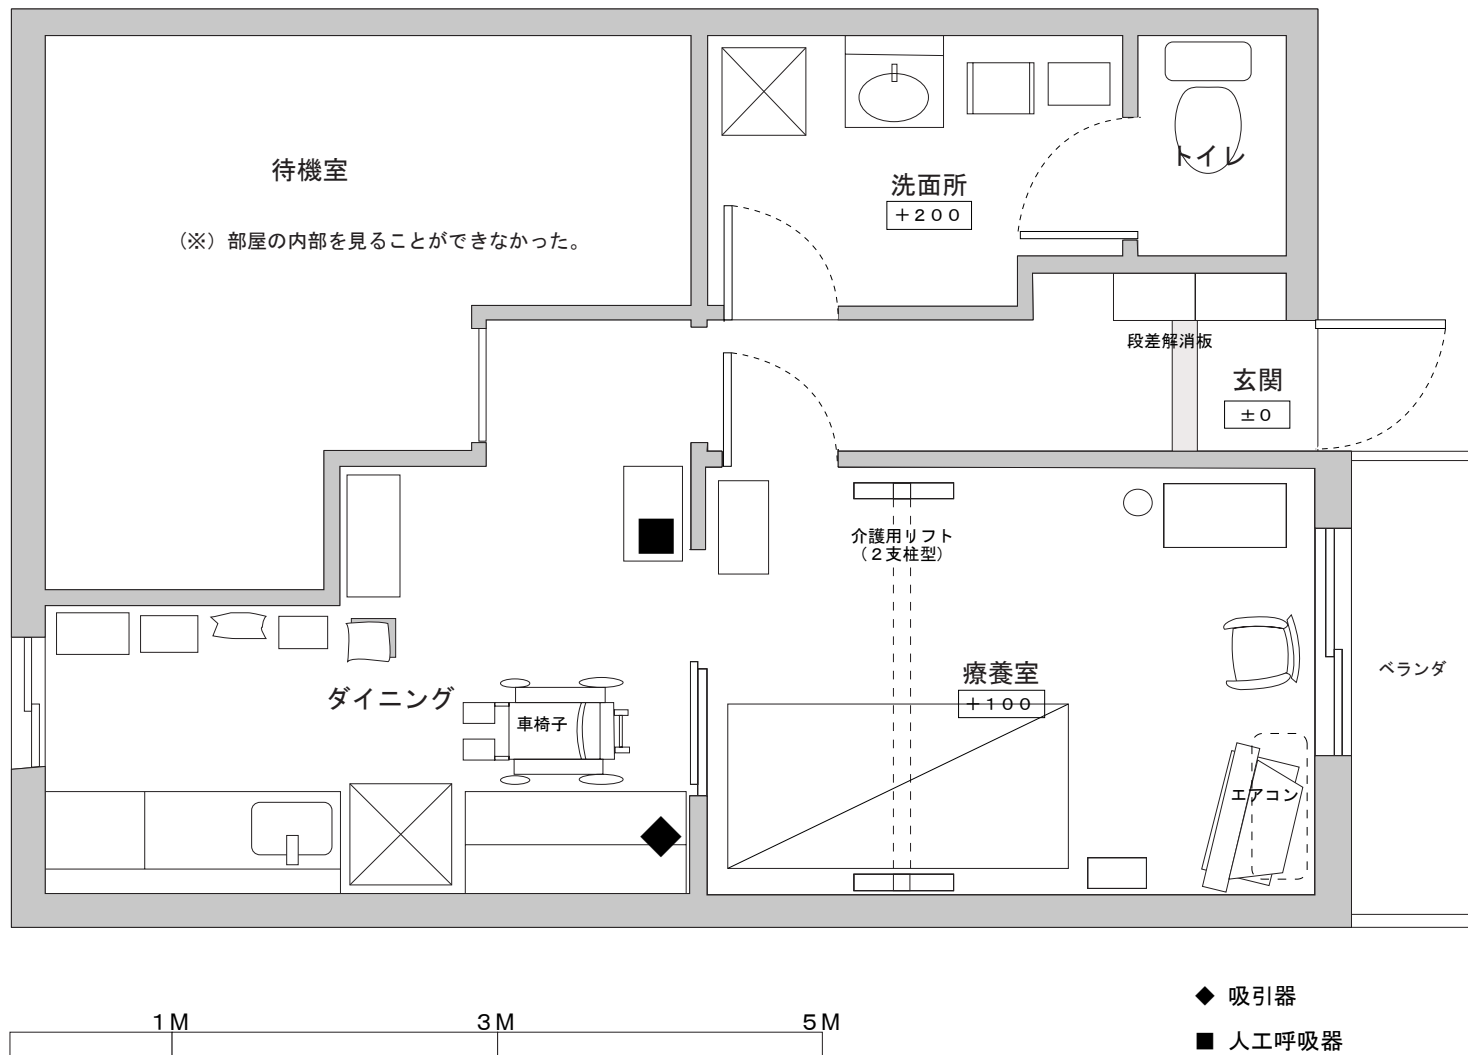 待機室
（※）部屋の内部を見ることができなかった。
洗面所
＋２００
トイレ
段差解消板
玄関
±０
介護用リフト
（２支柱型）
療養室
＋１００
ベランダ
ダイニング
車椅子
エアコン
◆ 吸引器
■ 人工呼吸器
１Ｍ
３Ｍ
５Ｍ